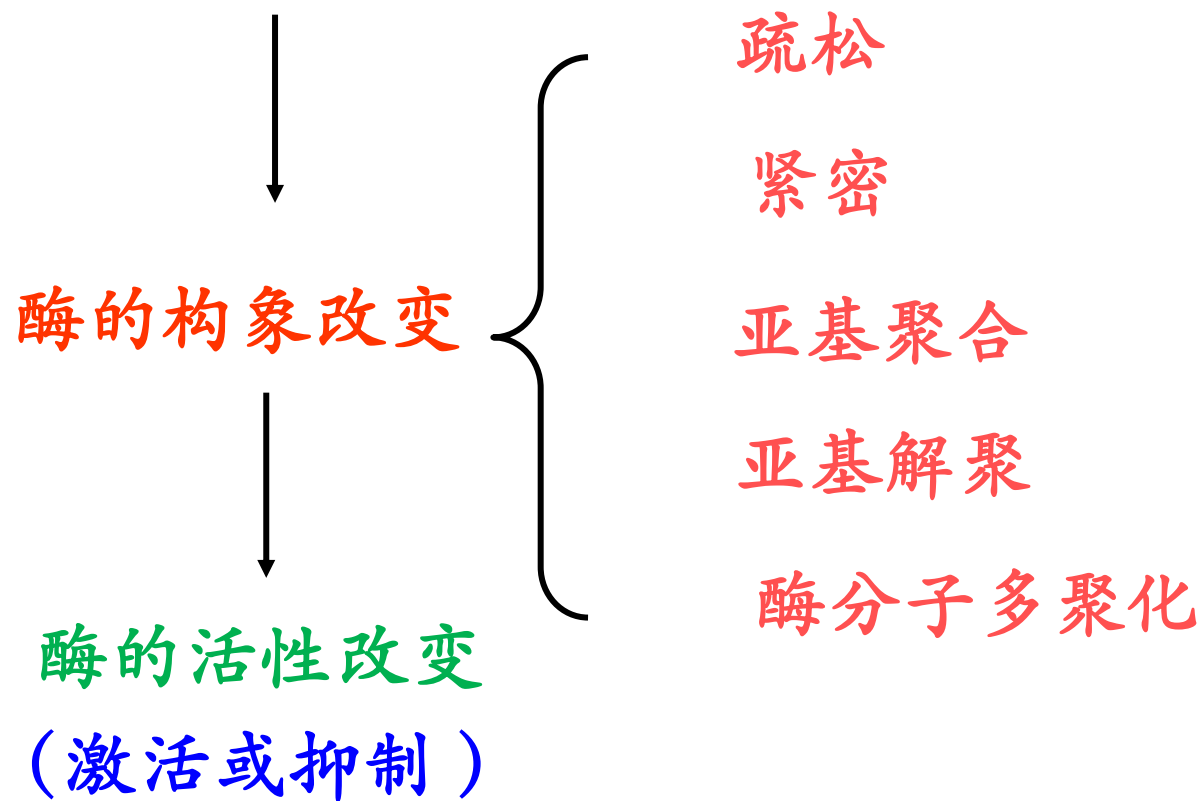 疏松
紧密
酶的构象改变
亚基聚合
亚基解聚
酶分子多聚化
酶的活性改变
（激活或抑制）